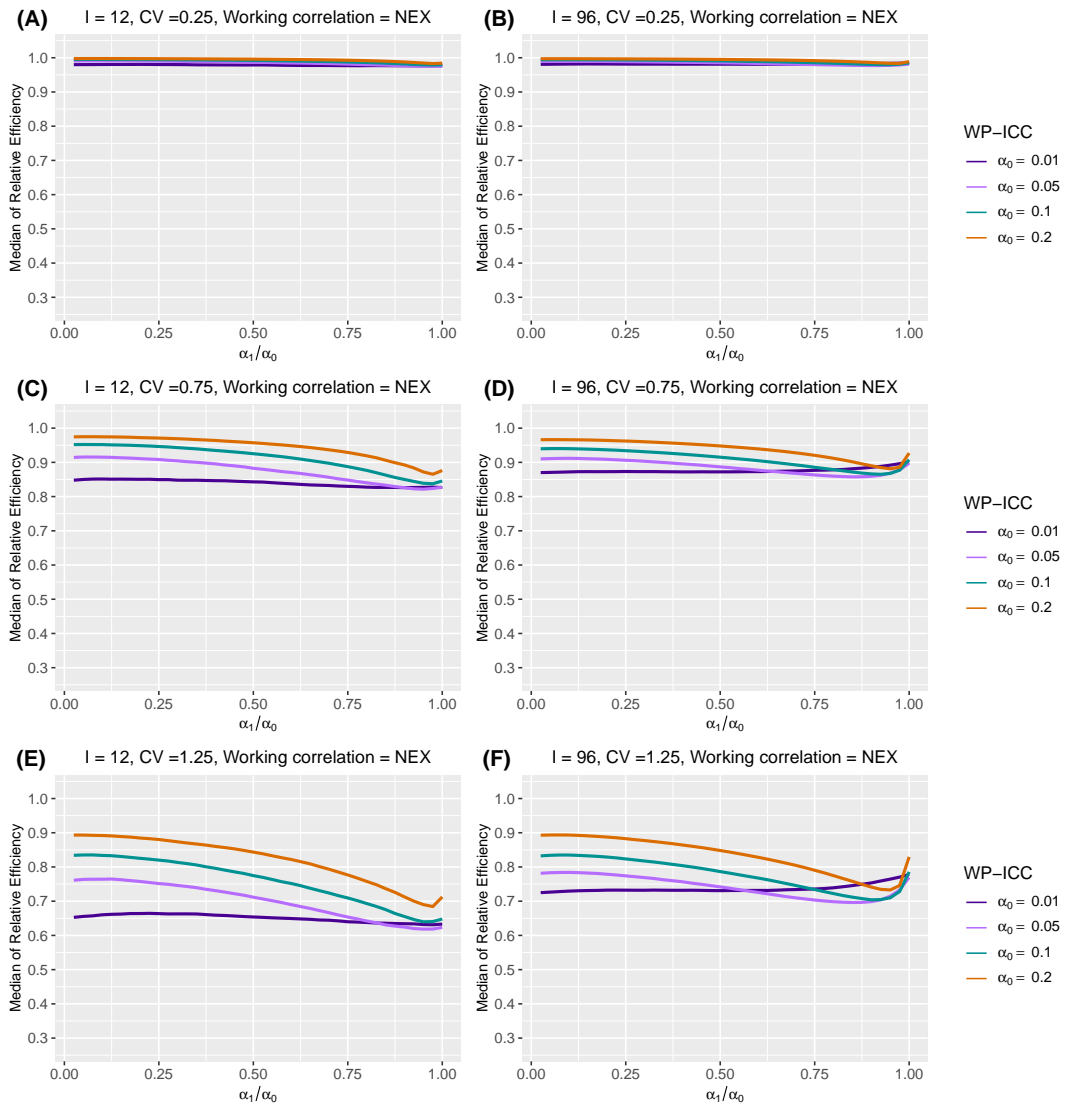 (A) I = 12, CV =0.25, Working correlation = NEX
Median of Relative Efficiency
1.0
0.9
0.8
0.7
0.6
0.5
0.4
0.3
0.00 0.25 0.50 0.75 1.00
α₁/α₀
(B) I = 96, CV =0.25, Working correlation = NEX
Median of Relative Efficiency
1.0
0.9
0.8
0.7
0.6
0.5
0.4
0.3
0.00 0.25 0.50 0.75 1.00
α₁/α₀
WP−ICC
α₀ = 0.01
α₀ = 0.05
α₀ = 0.1
α₀ = 0.2
(C) I = 12, CV =0.75, Working correlation = NEX
Median of Relative Efficiency
1.0
0.9
0.8
0.7
0.6
0.5
0.4
0.3
0.00 0.25 0.50 0.75 1.00
α₁/α₀
(D) I = 96, CV =0.75, Working correlation = NEX
Median of Relative Efficiency
1.0
0.9
0.8
0.7
0.6
0.5
0.4
0.3
0.00 0.25 0.50 0.75 1.00
α₁/α₀
WP−ICC
α₀ = 0.01
α₀ = 0.05
α₀ = 0.1
α₀ = 0.2
(E) I = 12, CV =1.25, Working correlation = NEX
Median of Relative Efficiency
1.0
0.9
0.8
0.7
0.6
0.5
0.4
0.3
0.00 0.25 0.50 0.75 1.00
α₁/α₀
(F) I = 96, CV =1.25, Working correlation = NEX
Median of Relative Efficiency
1.0
0.9
0.8
0.7
0.6
0.5
0.4
0.3
0.00 0.25 0.50 0.75 1.00
α₁/α₀
WP−ICC
α₀ = 0.01
α₀ = 0.05
α₀ = 0.1
α₀ = 0.2